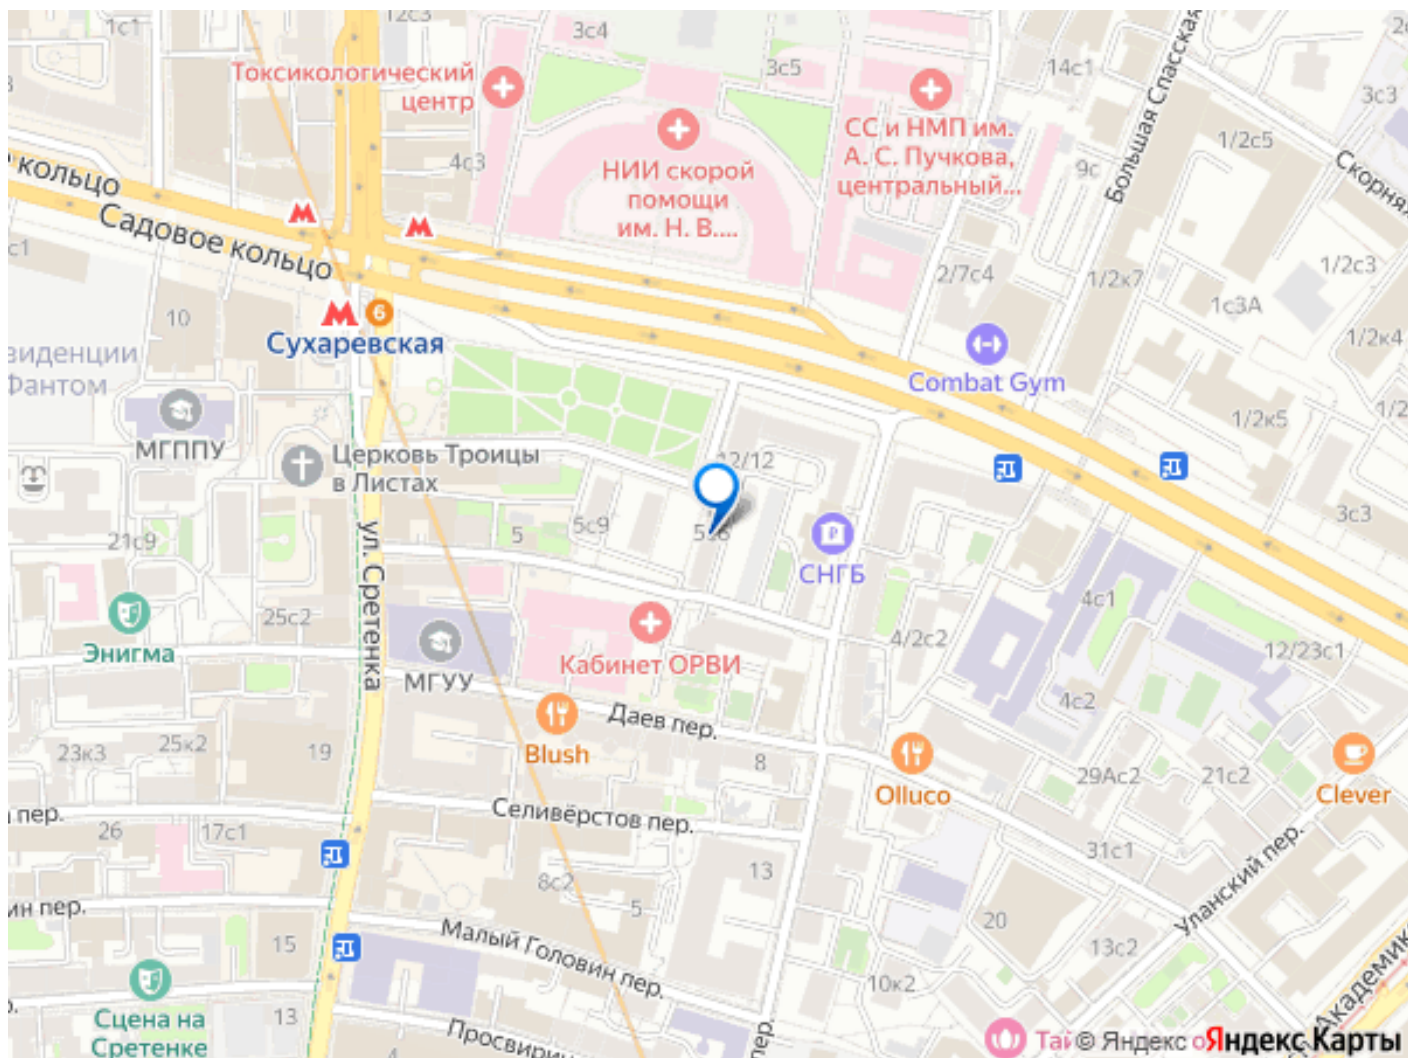 1с1
12с3
3с4
3с5
14с1
3с3
Токсикологический
центр
НИИ скорой
помощи
им. Н. В....
СС и НМП им.
А. С. Пучкова,
центральный...
Большая Спасская
1/2с5
4с3
9с
кольцо
Садовое кольцо
с1
2/7с4
1/2к7
1/2с3
1с3А
1/2к4
10
6
Сухаревская
Фантом
Combat Gym
1/2к5
МГППУ
Церковь Троицы
в Листах
12/12
3с3
5с9
5
21с9
СНГБ
ул. Сретенка
4с1
25с2
Энигма
МГУУ
Кабинет ОРВИ
4/2с2
12/23с1
4с2
Даев пер.
23к3
25к2
19
Blush
8
Olluco
29Ас2
21с2
Clever
Селивёрстов пер.
пер.
26
17с1
31с1
Уланский пер.
8с2
13
5
20
13с2
15
Малый Головин пер.
10к2
Сцена на
Сретенке
13
4
пер.
© Яндекс
Яндекс Карты